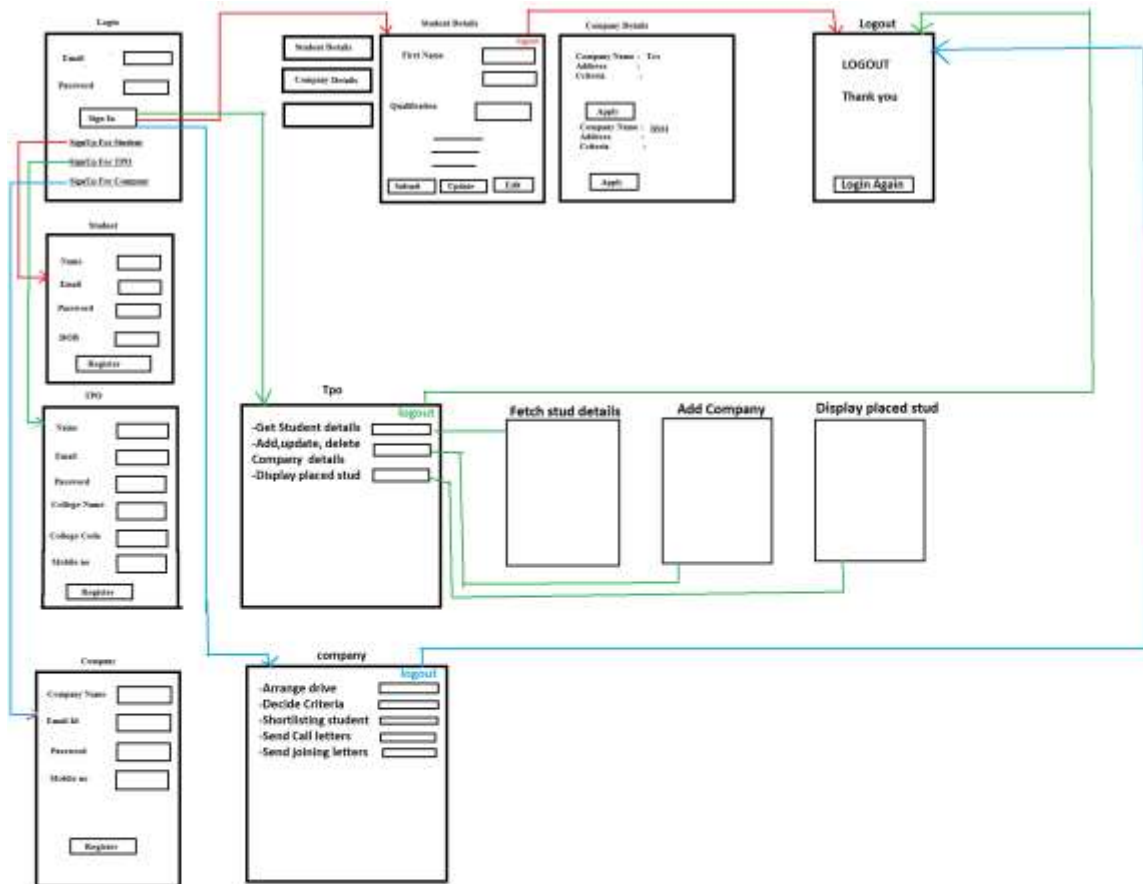 Login
Email
Password
Sign In
SignUp For Student
SignUp For TPO
SignUp For Company
Student Details
Company Details
Student Details
logout
First Name
Qualification
Submit
Update
Edit
Company Details
Company Name : Tcs
Address :
Criteria :
Apply
Company Name :
Address :
Criteria :
Apply
Logout
LOGOUT
Thank you
Login Again
Student
Name
Email
Password
DOB
Register
TPO
Name
Email
Password
College Name
College Code
Mobile no
Register
Tpo
logout
-Get Student details
-Add,update, delete
Company details
-Display placed stud
Fetch stud details
Add Company
Display placed stud
Company
Company Name
Email Id
Password
Mobile no
Register
company
logout
-Arrange drive
-Decide Criteria
-Shortlisting student
-Send Call letters
-Send joining letters